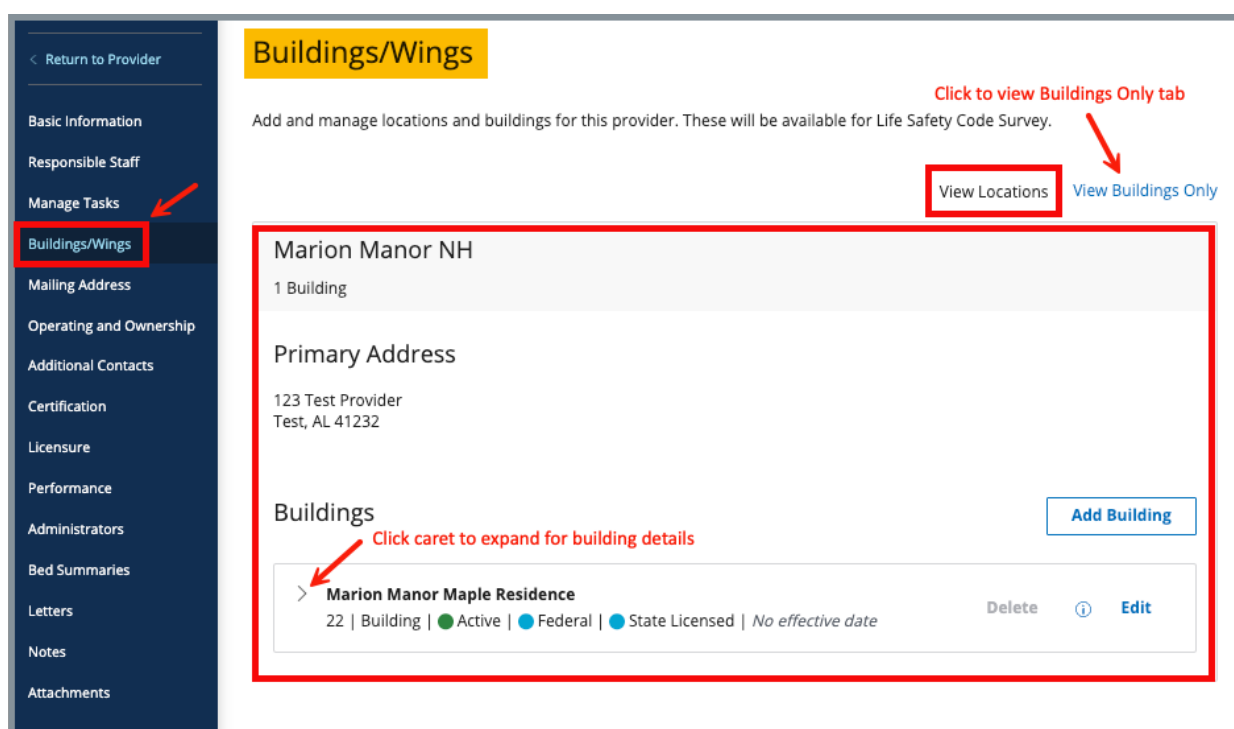 < Return to Provider
Basic Information
Responsible Staff
Manage Tasks
Buildings/Wings
Mailing Address
Operating and Ownership
Additional Contacts
Certification
Licensure
Performance
Administrators
Bed Summaries
Letters
Notes
Attachments
Buildings/Wings
Click to view Buildings Only tab
Add and manage locations and buildings for this provider. These will be available for Life Safety Code Survey.
View Locations View Buildings Only
Marion Manor NH
1 Building
Primary Address
123 Test Provider
Test, AL 41232
Buildings
Add Building
Click caret to expand for building details
Marion Manor Maple Residence
22 | Building | Active | Federal | State Licensed | No effective date
Delete Edit